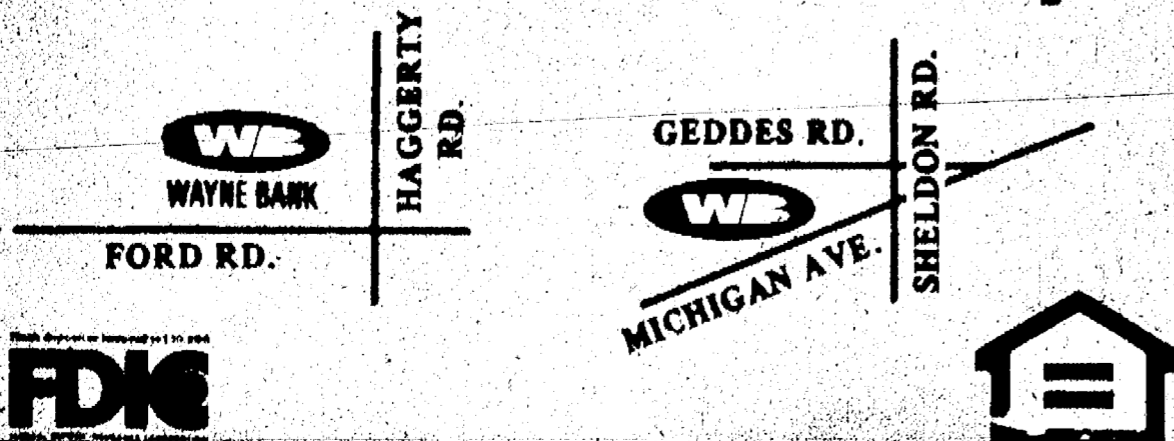 HAGGERTY
RD.
WB
WAYNE BANK
FORD RD.
GEDDES RD.
SHELDON RD.
WB
MICHIGAN AVE.
FDIC